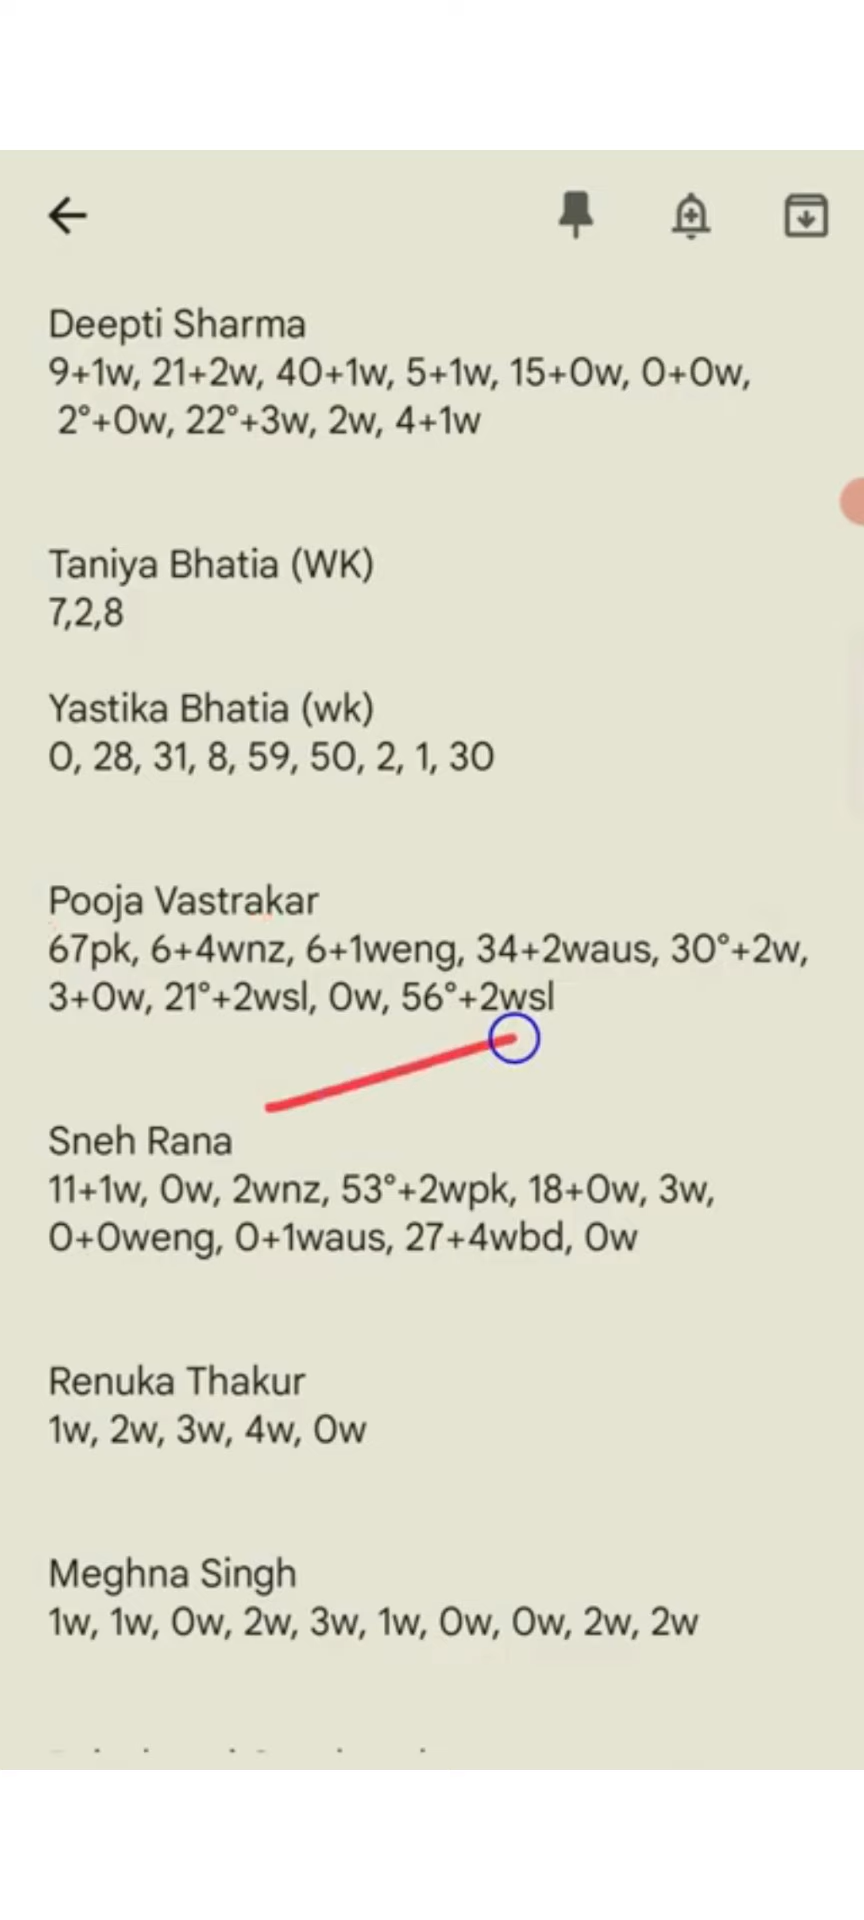 Deepti Sharma
9+1w, 21+2w, 40+1w, 5+1w, 15+0w, 0+0w,
2°+0w, 22°+3w, 2w, 4+1w
Taniya Bhatia (WK)
7,2,8
Yastika Bhatia (wk)
0, 28, 31, 8, 59, 50, 2, 1, 30
Pooja Vastrakar
67pk, 6+4wnz, 6+1weng, 34+2waus, 30°+2w,
3+0w, 21°+2wsl, 0w, 56°+2wsl
Sneh Rana
11+1w, 0w, 2wnz, 53°+2wpk, 18+0w, 3w,
0+0weng, 0+1waus, 27+4wbd, 0w
Renuka Thakur
1w, 2w, 3w, 4w, 0w
Meghna Singh
1w, 1w, 0w, 2w, 3w, 1w, 0w, 0w, 2w, 2w